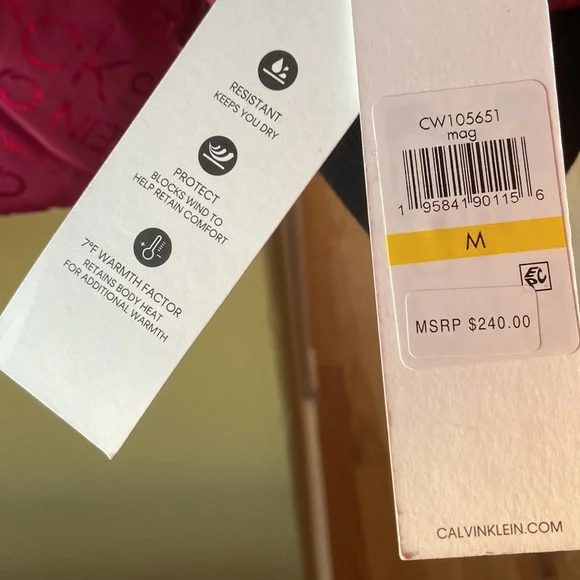 RESISTANT
KEEPS YOU DRY
PROTECT
BLOCKS WIND TO
HELP RETAIN COMFORT
7°F WARMTH FACTOR
RETAINS BODY HEAT
FOR ADDITIONAL WARMTH
CW105651
mag
1 95841 90115 6
M
EPC
MSRP $240.00
CALVINKLEIN.COM